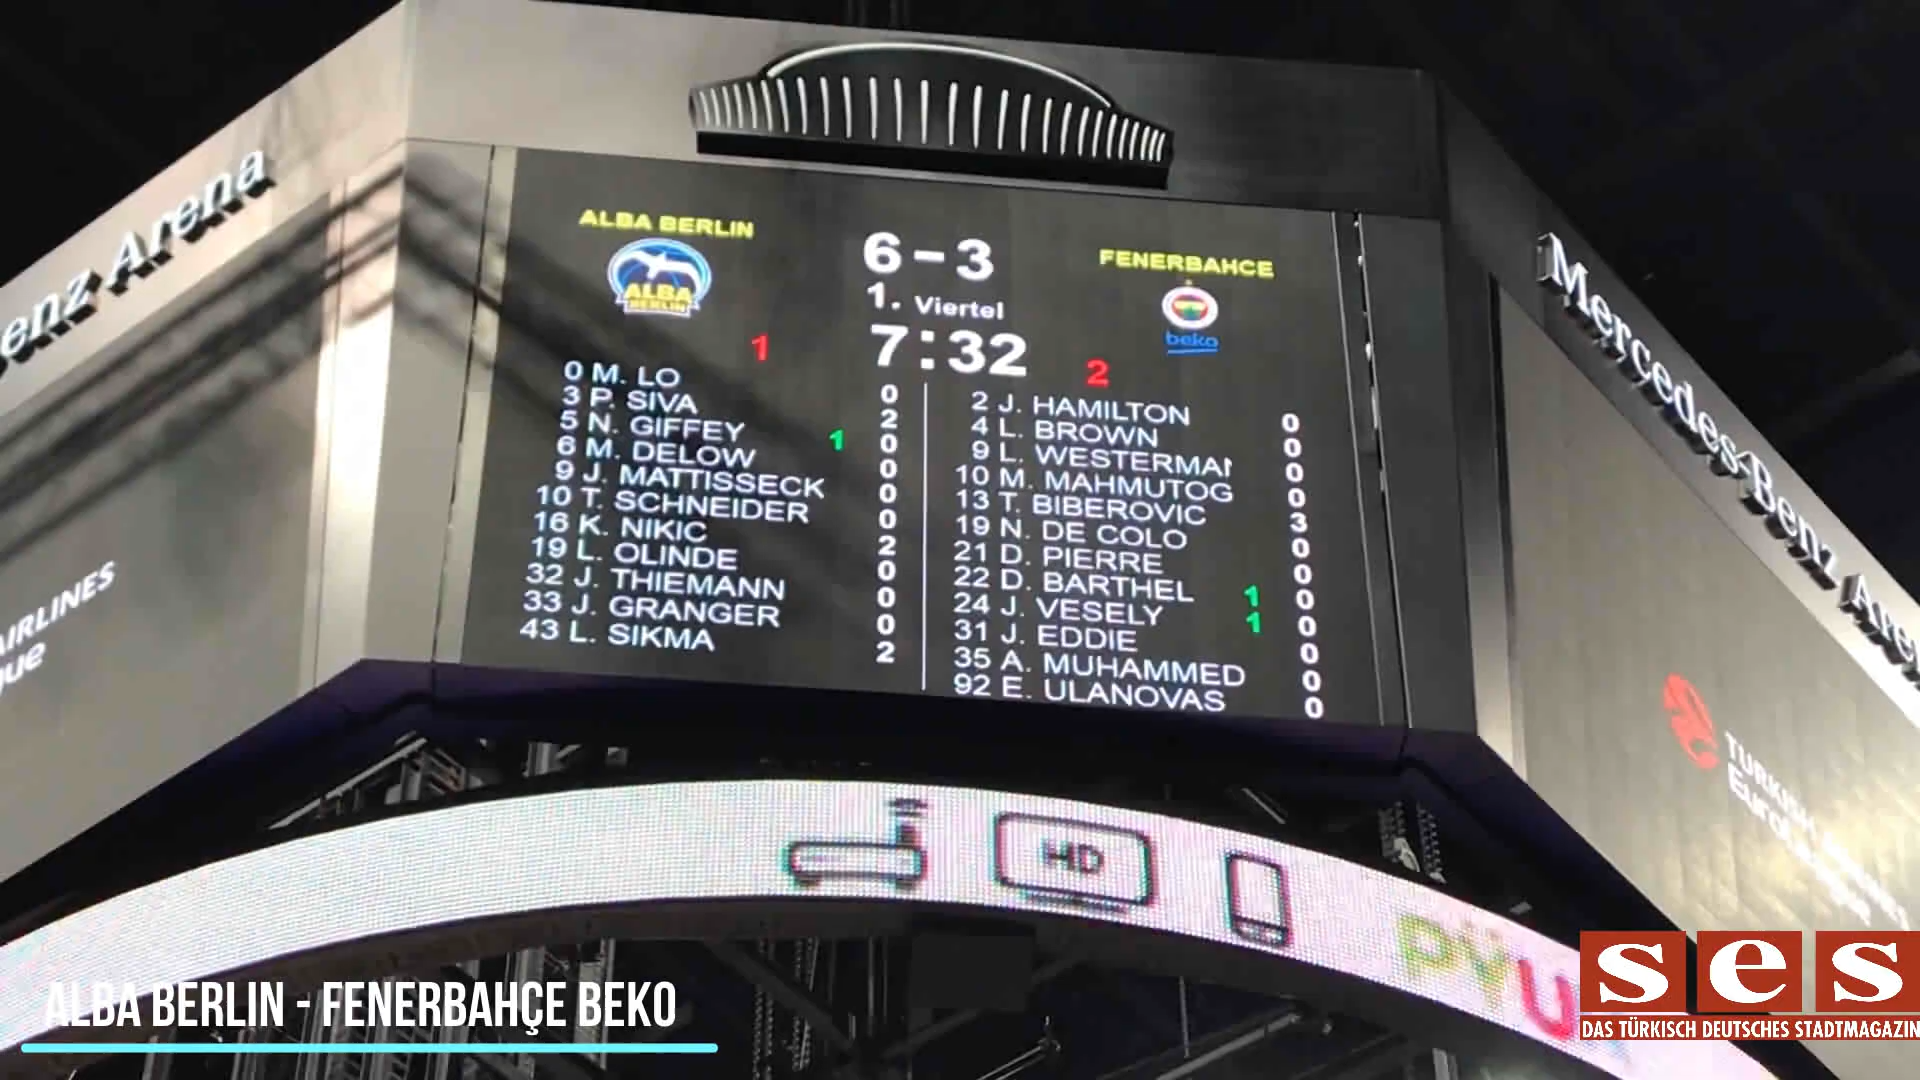 enz Arena
AIRLINES
gue
ALBA BERLIN
ALBA
BERLIN
6-3
1. Viertel
7:32
FENERBAHCE
beko
1
2
0 M. LO 0
3 P. SIVA 2
5 N. GIFFEY 1 0
6 M. DELOW 0
9 J. MATTISSECK 0
10 T. SCHNEIDER 0
16 K. NIKIC 2
19 L. OLINDE 0
32 J. THIEMANN 0
33 J. GRANGER 0
43 L. SIKMA 2
2 J. HAMILTON 0
4 L. BROWN 0
9 L. WESTERMAN 0
10 M. MAHMUTOG 0
13 T. BIBEROVIC 3
19 N. DE COLO 0
21 D. PIERRE 0
22 D. BARTHEL 1 0
24 J. VESELY 1 0
31 J. EDDIE 0
35 A. MUHAMMED 0
92 E. ULANOVAS 0
Mercedes-Benz Aren
TURKISH
HD
PŸU
ALBA BERLIN - FENERBAHÇE BEKO
ses
DAS TÜRKISCH DEUTSCHES STADTMAGAZIN